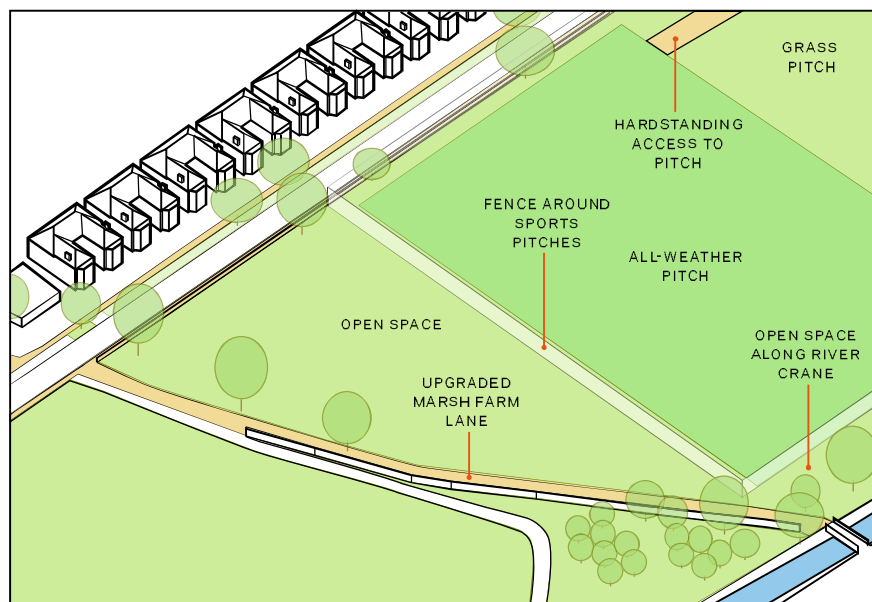 GRASS
PITCH
HARDSTANDING
ACCESS TO
PITCH
FENCE AROUND
SPORTS
PITCHES
ALL-WEATHER
PITCH
OPEN SPACE
OPEN SPACE
ALONG RIVER
CRANE
UPGRADED
MARSH FARM
LANE